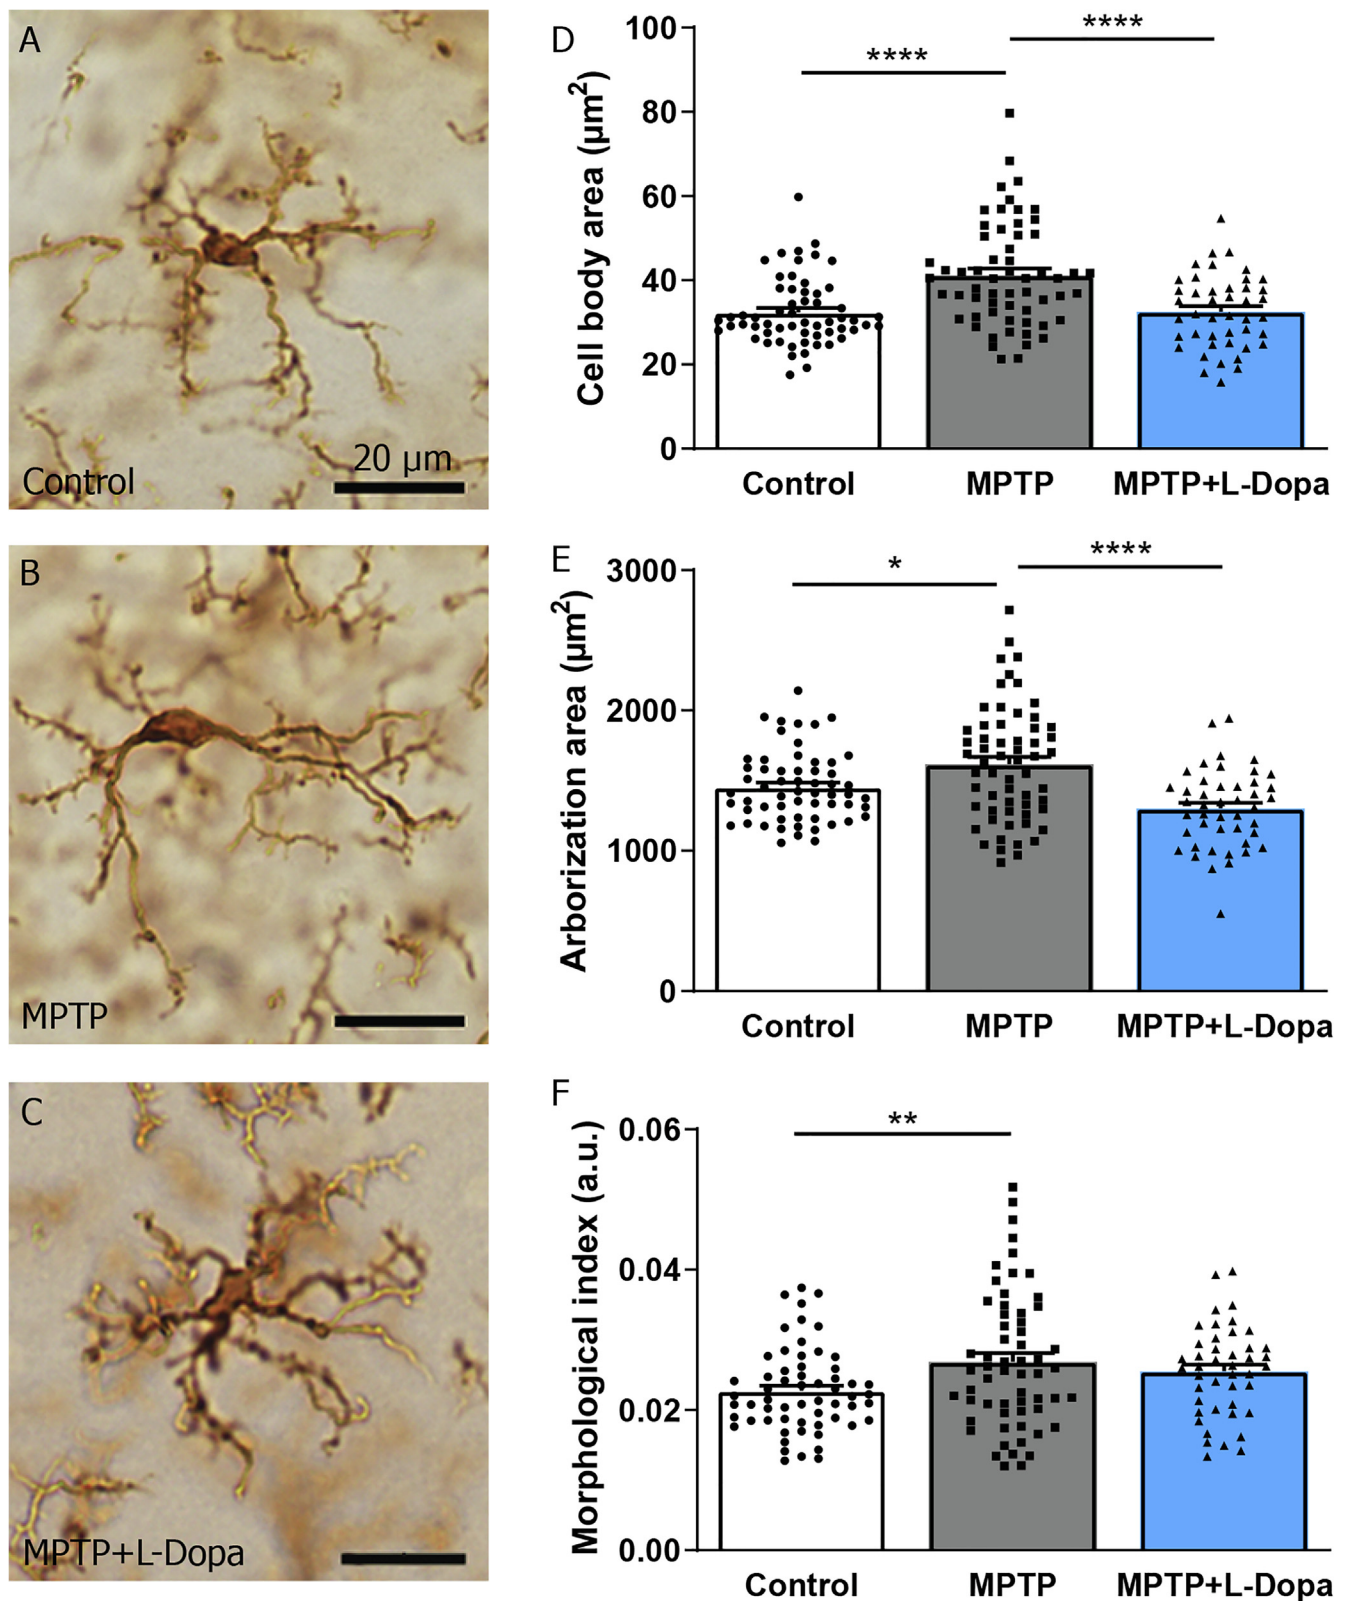 A
20 µm
Control
B
MPTP
C
MPTP+L-Dopa
D
Cell body area (µm²)
100
80
60
40
20
0
****
****
Control MPTP MPTP+L-Dopa
E
Arborization area (µm²)
3000
2000
1000
0
*
****
Control MPTP MPTP+L-Dopa
F
Morphological index (a.u.)
0.06
0.04
0.02
0.00
**
Control MPTP MPTP+L-Dopa